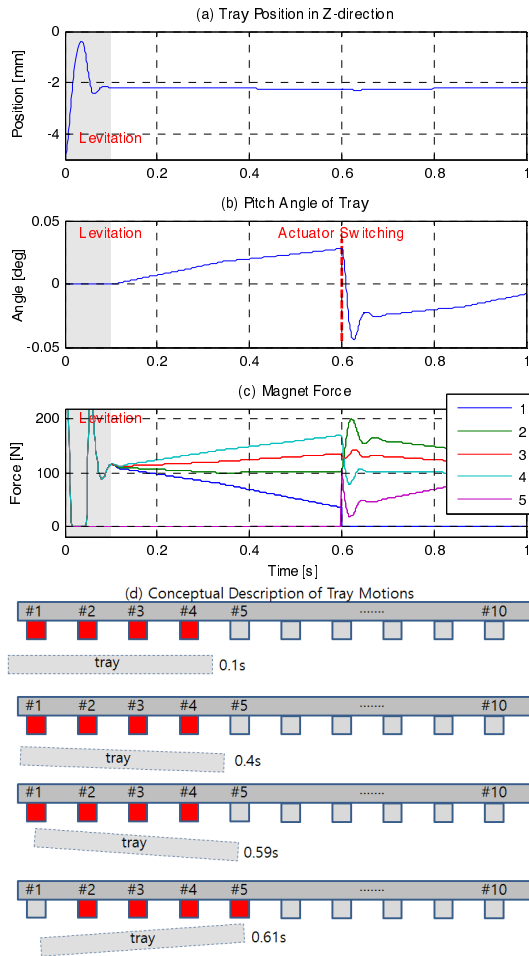 (a) Tray Position in Z-direction
Position [mm]
0
-2
-4
Levitation
0 0.2 0.4 0.6 0.8 1
(b) Pitch Angle of Tray
Angle [deg]
0.05
0
-0.05
Levitation
Actuator Switching
0 0.2 0.4 0.6 0.8 1
(c) Magnet Force
Force [N]
200
100
0
Levitation
1
2
3
4
5
0 0.2 0.4 0.6 0.8 1
Time [s]
(d) Conceptual Description of Tray Motions
#1 #2 #3 #4 #5 ....... #10
tray 0.1s
#1 #2 #3 #4 #5 ....... #10
tray 0.4s
#1 #2 #3 #4 #5 ....... #10
tray 0.59s
#1 #2 #3 #4 #5 ....... #10
tray 0.61s